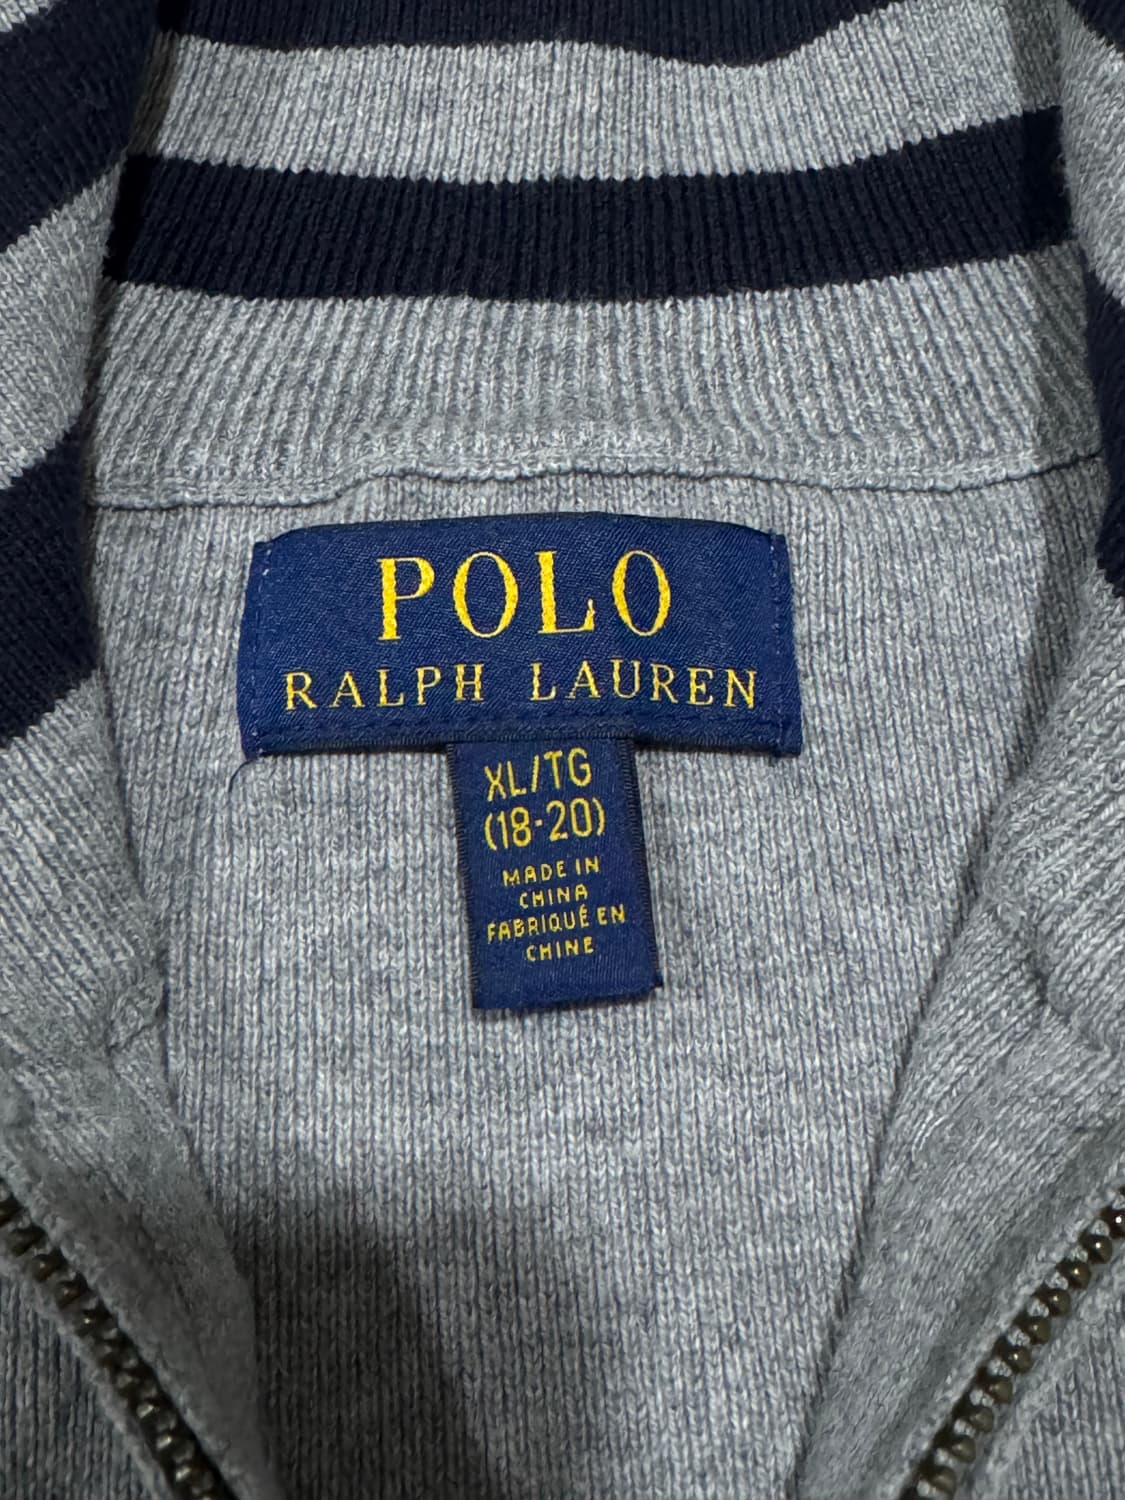 POLO
RALPH LAUREN
XL/TG
(18-20)
MADE IN
CHINA
FABRIQUÉ EN
CHINE